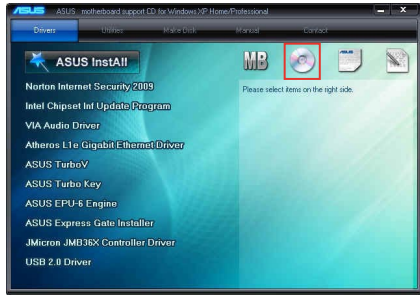 ASUS ASUS motherboard support CD for Windows XP Home/Professional
Drivers Utilities Make Disk Manual Contact
ASUS InstAll
MB
Norton Internet Security 2009
Please select items on the right side.
Intel Chipset Inf Update Program
VIA Audio Driver
Atheros L1e Gigabit Ethernet Driver
ASUS TurboV
ASUS Turbo Key
ASUS EPU-6 Engine
ASUS Express Gate Installer
JMicron JMB36X Controller Driver
USB 2.0 Driver